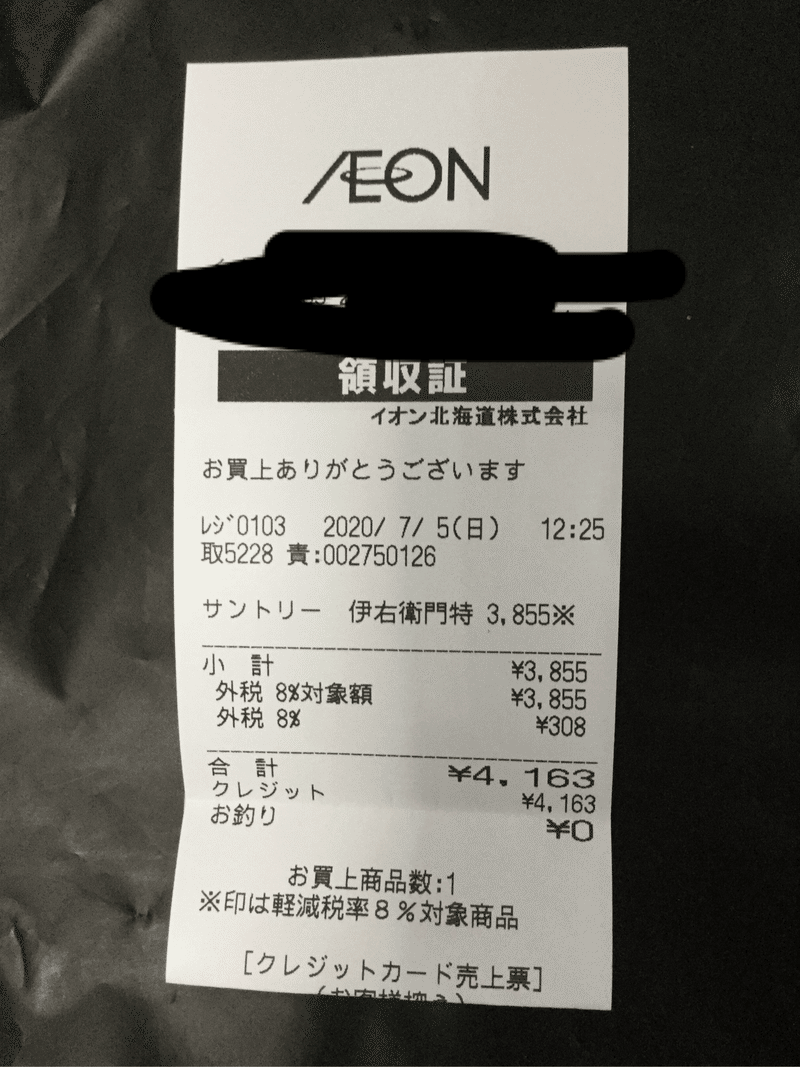 ÆON
領収証
イオン北海道株式会社
お買上ありがとうございます
ﾚｼﾞ0103 2020/ 7/ 5(日) 12:25
取5228 責:002750126
サントリー 伊右衛門特 3,855※
小 計 ¥3,855
外税 8%対象額 ¥3,855
外税 8% ¥308
合 計 ¥4,163
クレジット ¥4,163
お釣り ¥0
お買上商品数:1
※印は軽減税率８％対象商品
[クレジットカード売上票]
(お客様控え)